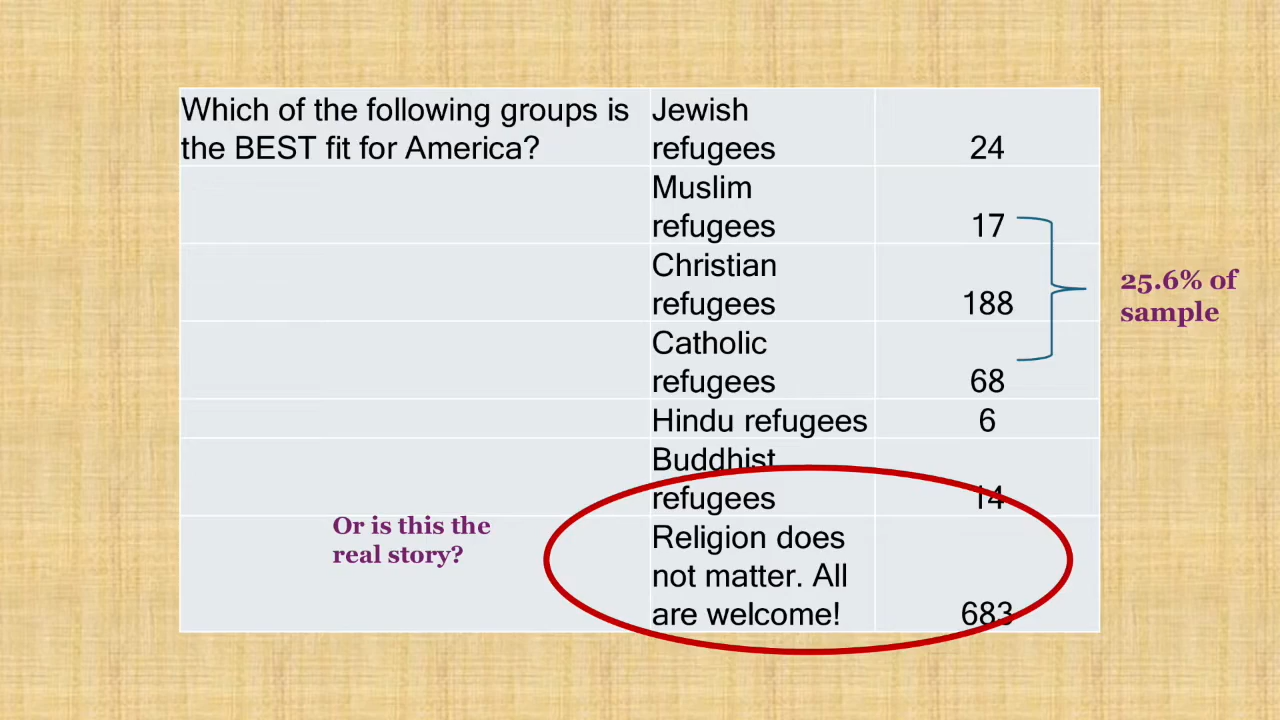 Which of the following groups is
the BEST fit for America?
Jewish
refugees
24
Muslim
refugees
17
Christian
refugees
188
Catholic
refugees
68
Hindu refugees
6
Buddhist
refugees
14
Religion does
not matter. All
are welcome!
683
25.6% of
sample
Or is this the
real story?